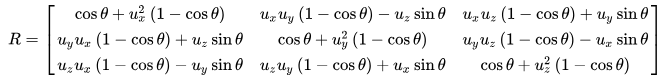 R = [ cos θ + u_x^2 (1 − cos θ)   u_x u_y (1 − cos θ) − u_z sin θ   u_x u_z (1 − cos θ) + u_y sin θ
u_y u_x (1 − cos θ) + u_z sin θ   cos θ + u_y^2 (1 − cos θ)   u_y u_z (1 − cos θ) − u_x sin θ
u_z u_x (1 − cos θ) − u_y sin θ   u_z u_y (1 − cos θ) + u_x sin θ   cos θ + u_z^2 (1 − cos θ) ]